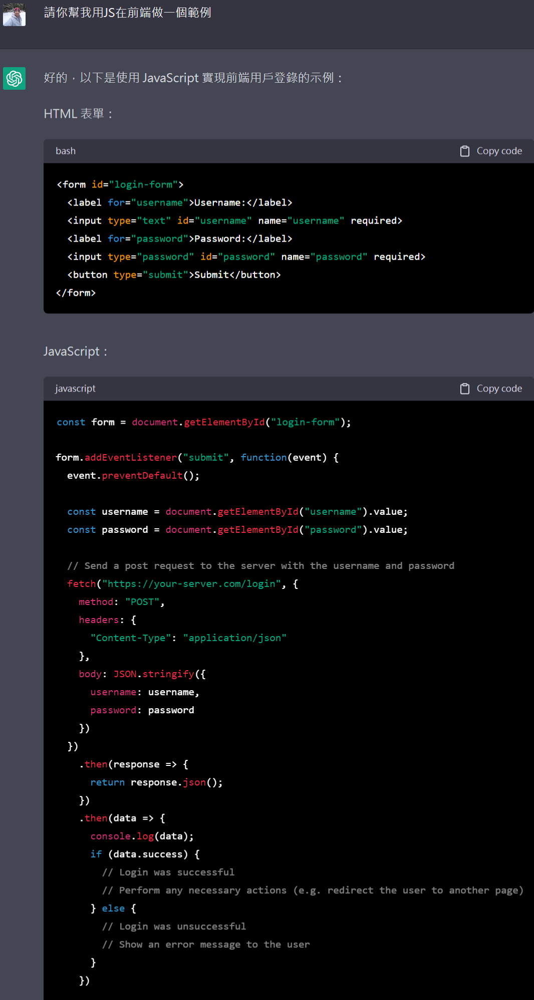 請你幫我用JS在前端做一個範例
好的，以下是使用 JavaScript 實現前端用戶登錄的示例：
HTML 表單：
bash
Copy code
<form id="login-form">
  <label for="username">Username:</label>
  <input type="text" id="username" name="username" required>
  <label for="password">Password:</label>
  <input type="password" id="password" name="password" required>
  <button type="submit">Submit</button>
</form>
JavaScript：
javascript
Copy code
const form = document.getElementById("login-form");
form.addEventListener("submit", function(event) {
  event.preventDefault();
  const username = document.getElementById("username").value;
  const password = document.getElementById("password").value;
  // Send a post request to the server with the username and password
  fetch("https://your-server.com/login", {
    method: "POST",
    headers: {
      "Content-Type": "application/json"
    },
    body: JSON.stringify({
      username: username,
      password: password
    })
  })
    .then(response => {
      return response.json();
    })
    .then(data => {
      console.log(data);
      if (data.success) {
        // Login was successful
        // Perform any necessary actions (e.g. redirect the user to another page)
      } else {
        // Login was unsuccessful
        // Show an error message to the user
      }
    })